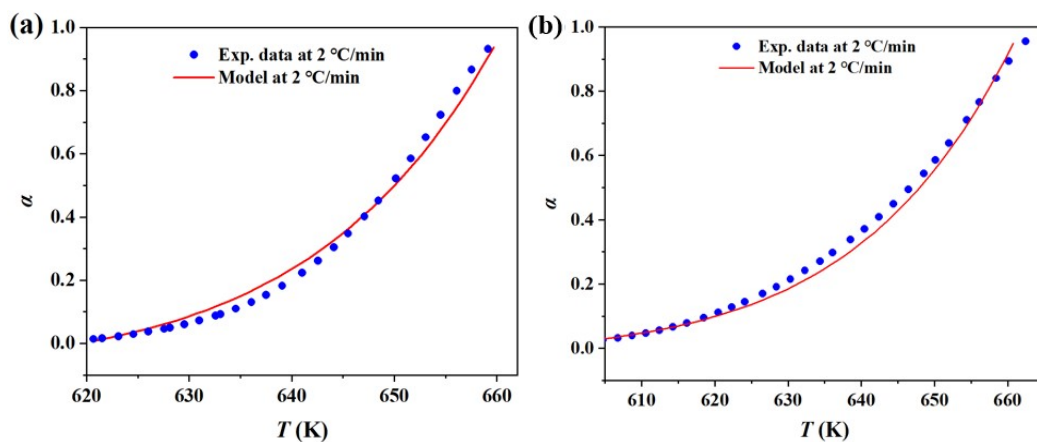 (a)
Exp. data at 2 °C/min
Model at 2 °C/min
α
1.0
0.8
0.6
0.4
0.2
0.0
620 630 640 650 660
T (K)
(b)
Exp. data at 2 °C/min
Model at 2 °C/min
α
1.0
0.8
0.6
0.4
0.2
0.0
610 620 630 640 650 660
T (K)